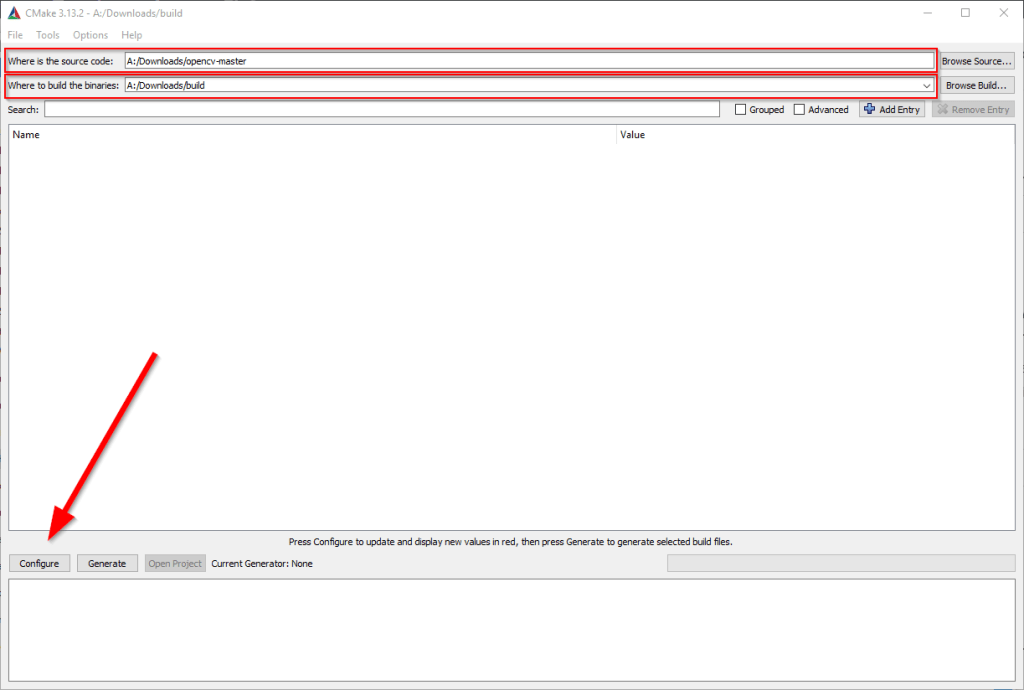 CMake 3.13.2 - A:/Downloads/build
File Tools Options Help
Where is the source code: A:/Downloads/opencv-master Browse Source...
Where to build the binaries: A:/Downloads/build Browse Build...
Search: Grouped Advanced Add Entry Remove Entry
Name Value
Press Configure to update and display new values in red, then press Generate to generate selected build files.
Configure Generate Open Project Current Generator: None